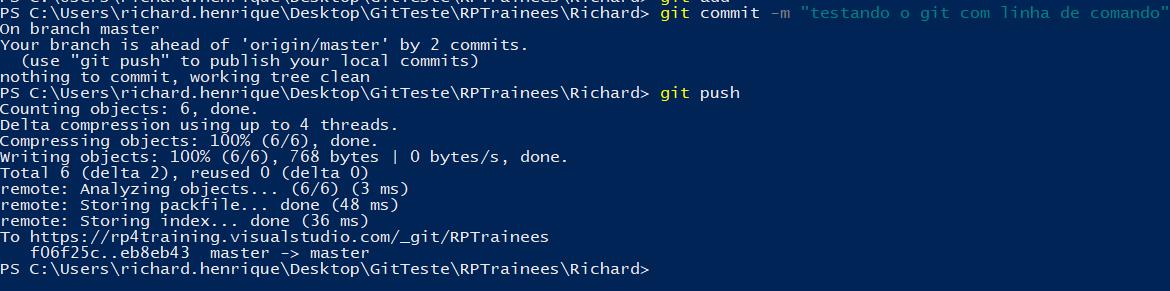 PS C:\Users\richard.henrique\Desktop\GitTeste\RPTrainees\Richard> git add
PS C:\Users\richard.henrique\Desktop\GitTeste\RPTrainees\Richard> git commit -m "testando o git com linha de comando"
On branch master
Your branch is ahead of 'origin/master' by 2 commits.
  (use "git push" to publish your local commits)
nothing to commit, working tree clean
PS C:\Users\richard.henrique\Desktop\GitTeste\RPTrainees\Richard> git push
Counting objects: 6, done.
Delta compression using up to 4 threads.
Compressing objects: 100% (6/6), done.
Writing objects: 100% (6/6), 768 bytes | 0 bytes/s, done.
Total 6 (delta 2), reused 0 (delta 0)
remote: Analyzing objects... (6/6) (3 ms)
remote: Storing packfile... done (48 ms)
remote: Storing index... done (36 ms)
To https://rp4training.visualstudio.com/_git/RPTrainees
   f06f25c..eb8eb43  master -> master
PS C:\Users\richard.henrique\Desktop\GitTeste\RPTrainees\Richard>